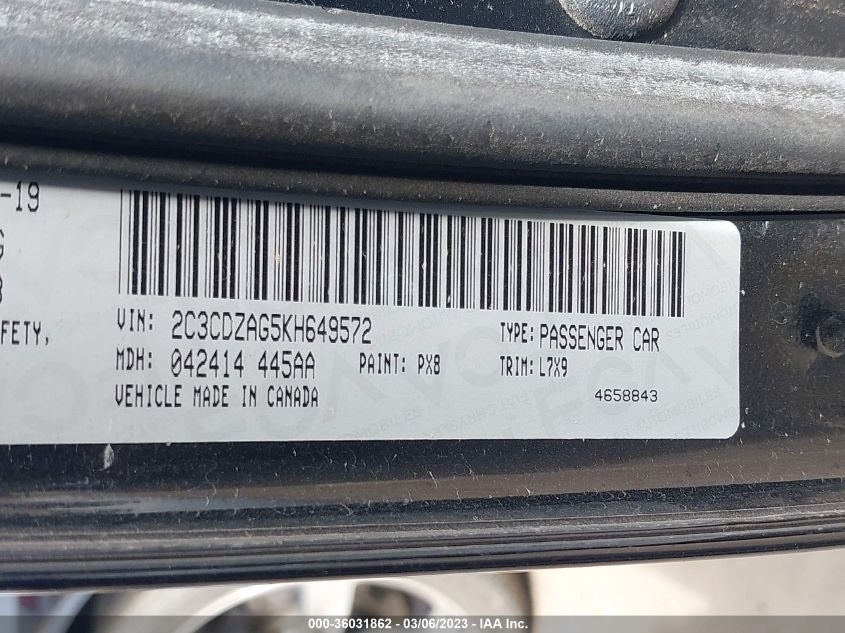 -19
G
8
FETY,
VIN: 2C3CDZAG5KH649572 TYPE: PASSENGER CAR
MDH: 042414 445AA PAINT: PX8 TRIM: L7X9
VEHICLE MADE IN CANADA 4658843
000-36031862 - 03/06/2023 - IAA Inc.